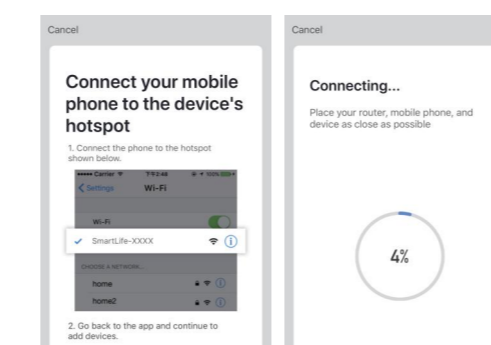 Cancel
Connect your mobile
phone to the device's
hotspot
1. Connect the phone to the hotspot
shown below.
Carrier
100%
Settings
Wi-Fi
Wi-Fi
SmartLife-XXXX
CHOOSE A NETWORK...
home
home2
2. Go back to the app and continue to
add devices.
Cancel
Connecting...
Place your router, mobile phone, and
device as close as possible
4%